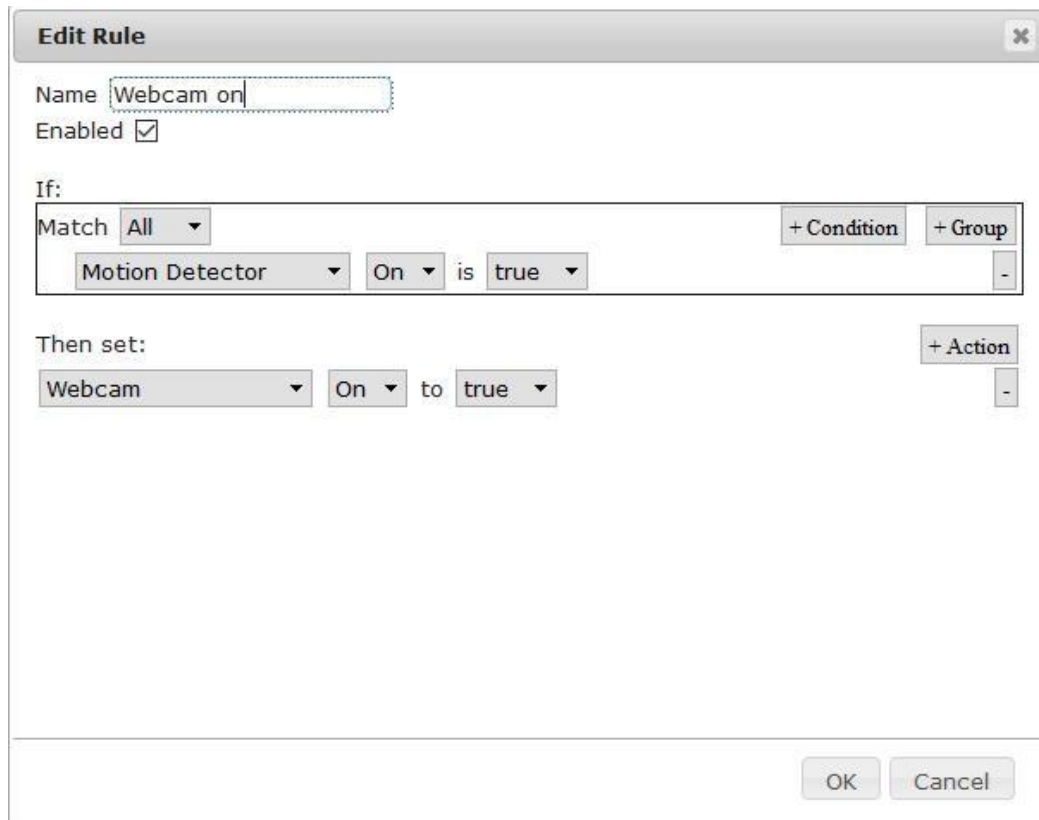 Edit Rule
Name Webcam on
Enabled
If:
Match All + Condition + Group
Motion Detector On is true -
Then set: + Action
Webcam On to true -
OK Cancel